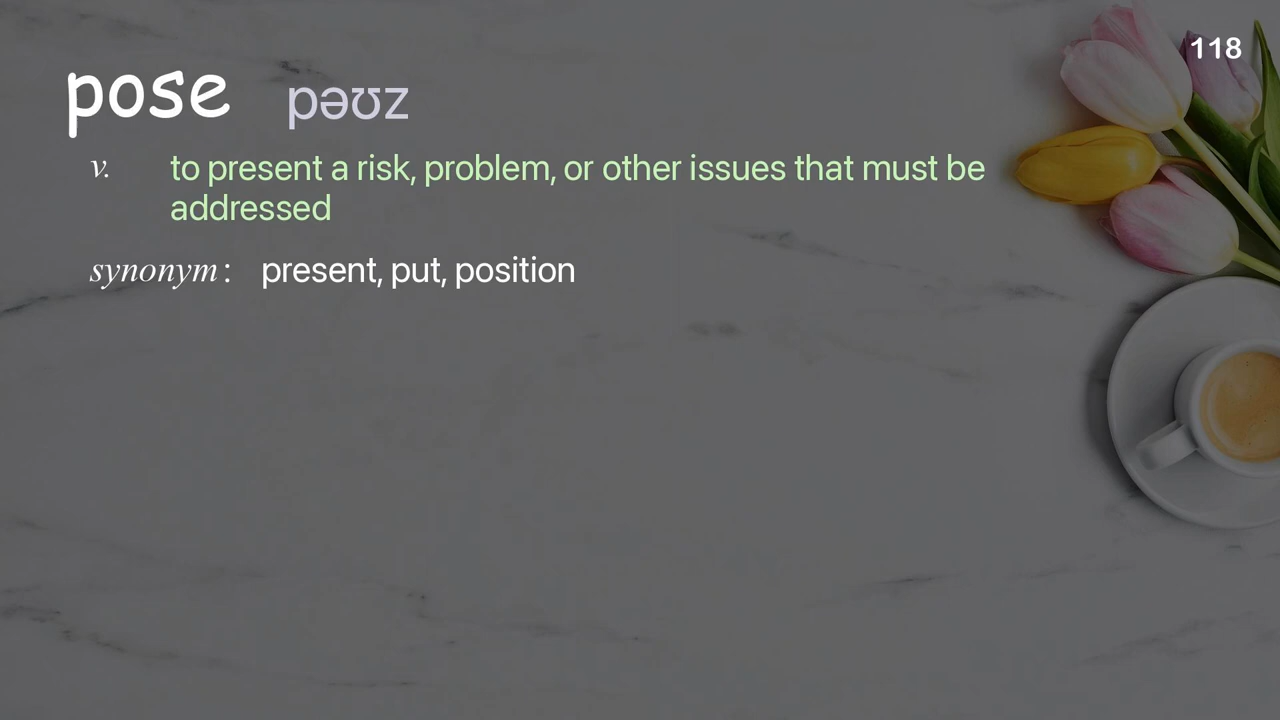 118
pose pəʊz
v. to present a risk, problem, or other issues that must be
addressed
synonym: present, put, position